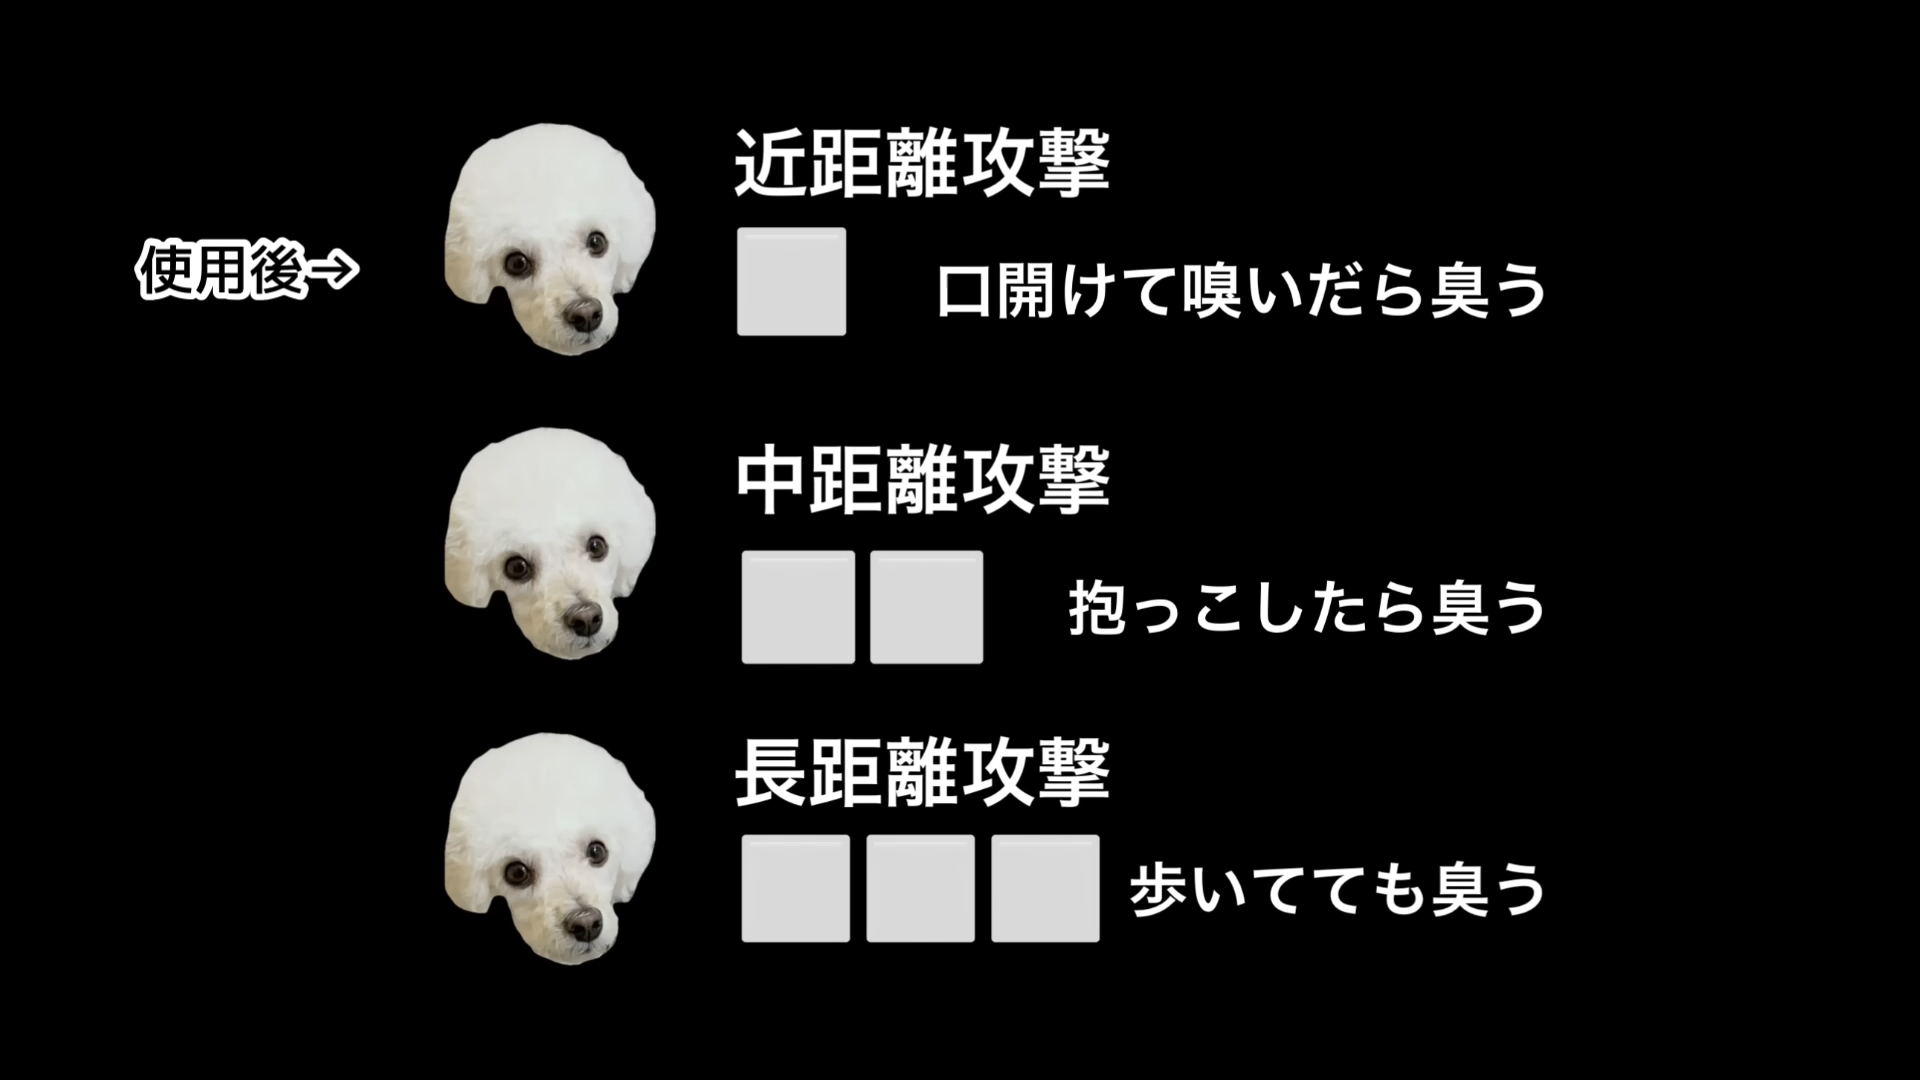 近距離攻撃
使用後→
口開けて嗅いだら臭う
中距離攻撃
抱っこしたら臭う
長距離攻撃
歩いてても臭う